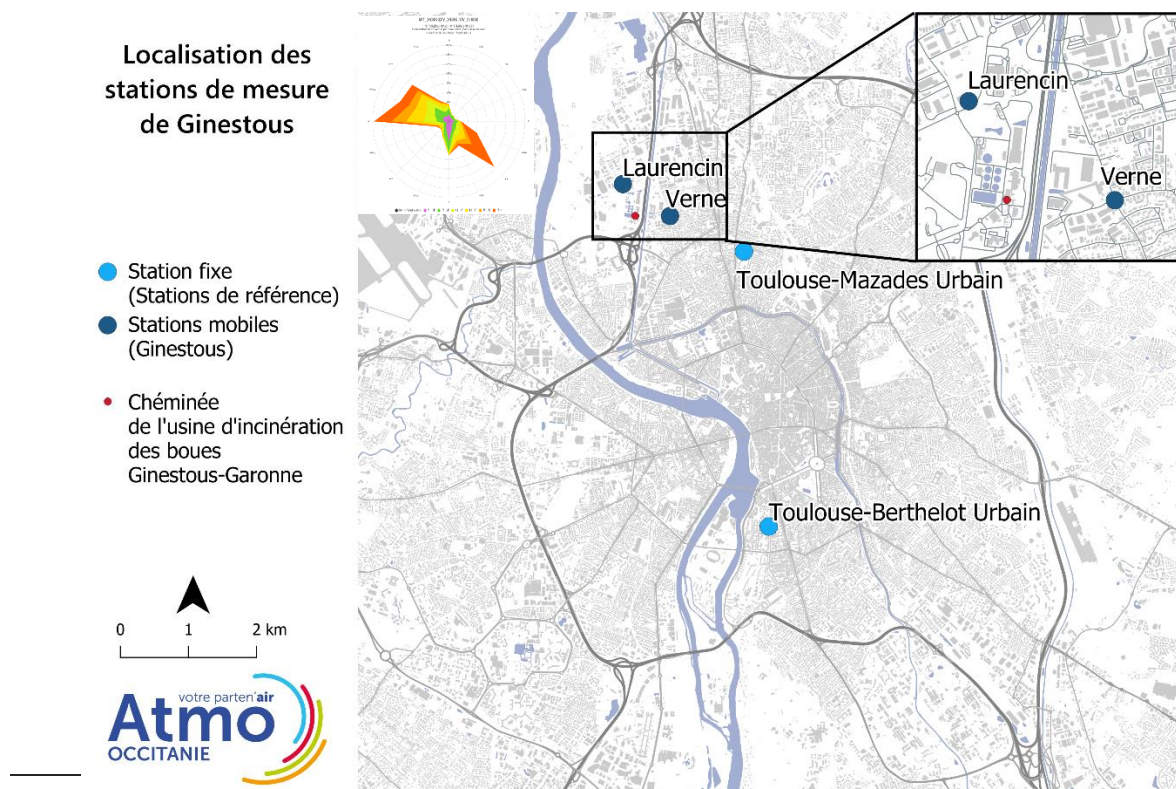 Localisation des
stations de mesure
de Ginestous
Station fixe
(Stations de référence)
Stations mobiles
(Ginestous)
Chéminée
de l'usine d'incinération
des boues
Ginestous-Garonne
0 1 2 km
votre parten'air
Atmo
OCCITANIE
Laurencin
Verne
Toulouse-Mazades Urbain
Toulouse-Berthelot Urbain
Laurencin
Verne